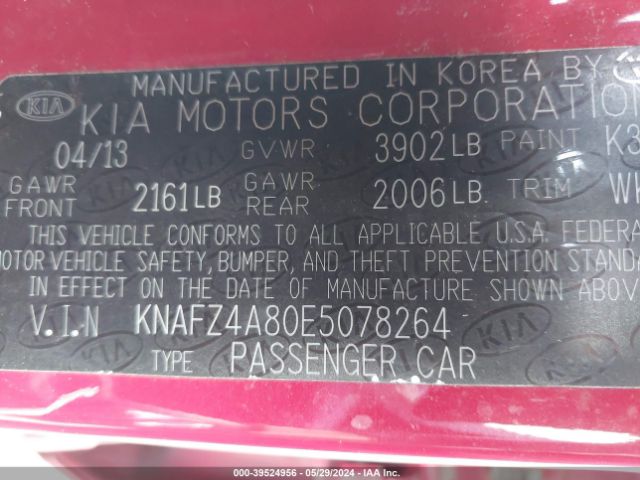 MANUFACTURED IN KOREA BY
KIA KIA MOTORS CORPORATION
04/13 GVWR 3902LB PAINT K3
GAWR FRONT 2161LB GAWR REAR 2006LB TRIM
THIS VEHICLE CONFORMS TO ALL APPLICABLE U.S.A. FEDERA
MOTOR VEHICLE SAFETY, BUMPER, AND THEFT PREVENTION STANDA
IN EFFECT ON THE DATE OF MANUFACTURE SHOWN ABOV
V.I.N KNAFZ4A80E5078264
TYPE PASSENGER CAR
000-39524956 - 05/29/2024 - IAA Inc.